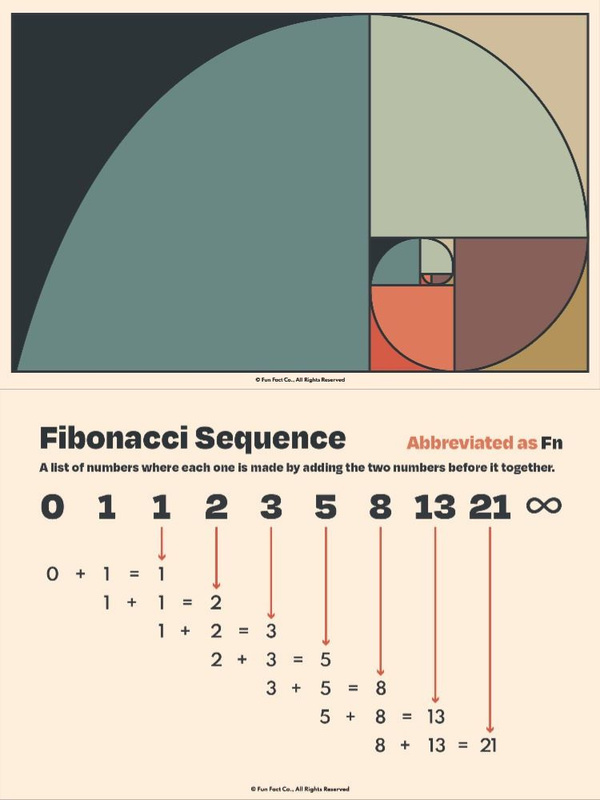 © Fun Fact Co., All Rights Reserved
Fibonacci Sequence
Abbreviated as Fn
A list of numbers where each one is made by adding the two numbers before it together.
0 1 1 2 3 5 8 13 21 ∞
0 + 1 = 1
1 + 1 = 2
1 + 2 = 3
2 + 3 = 5
3 + 5 = 8
5 + 8 = 13
8 + 13 = 21
© Fun Fact Co., All Rights Reserved